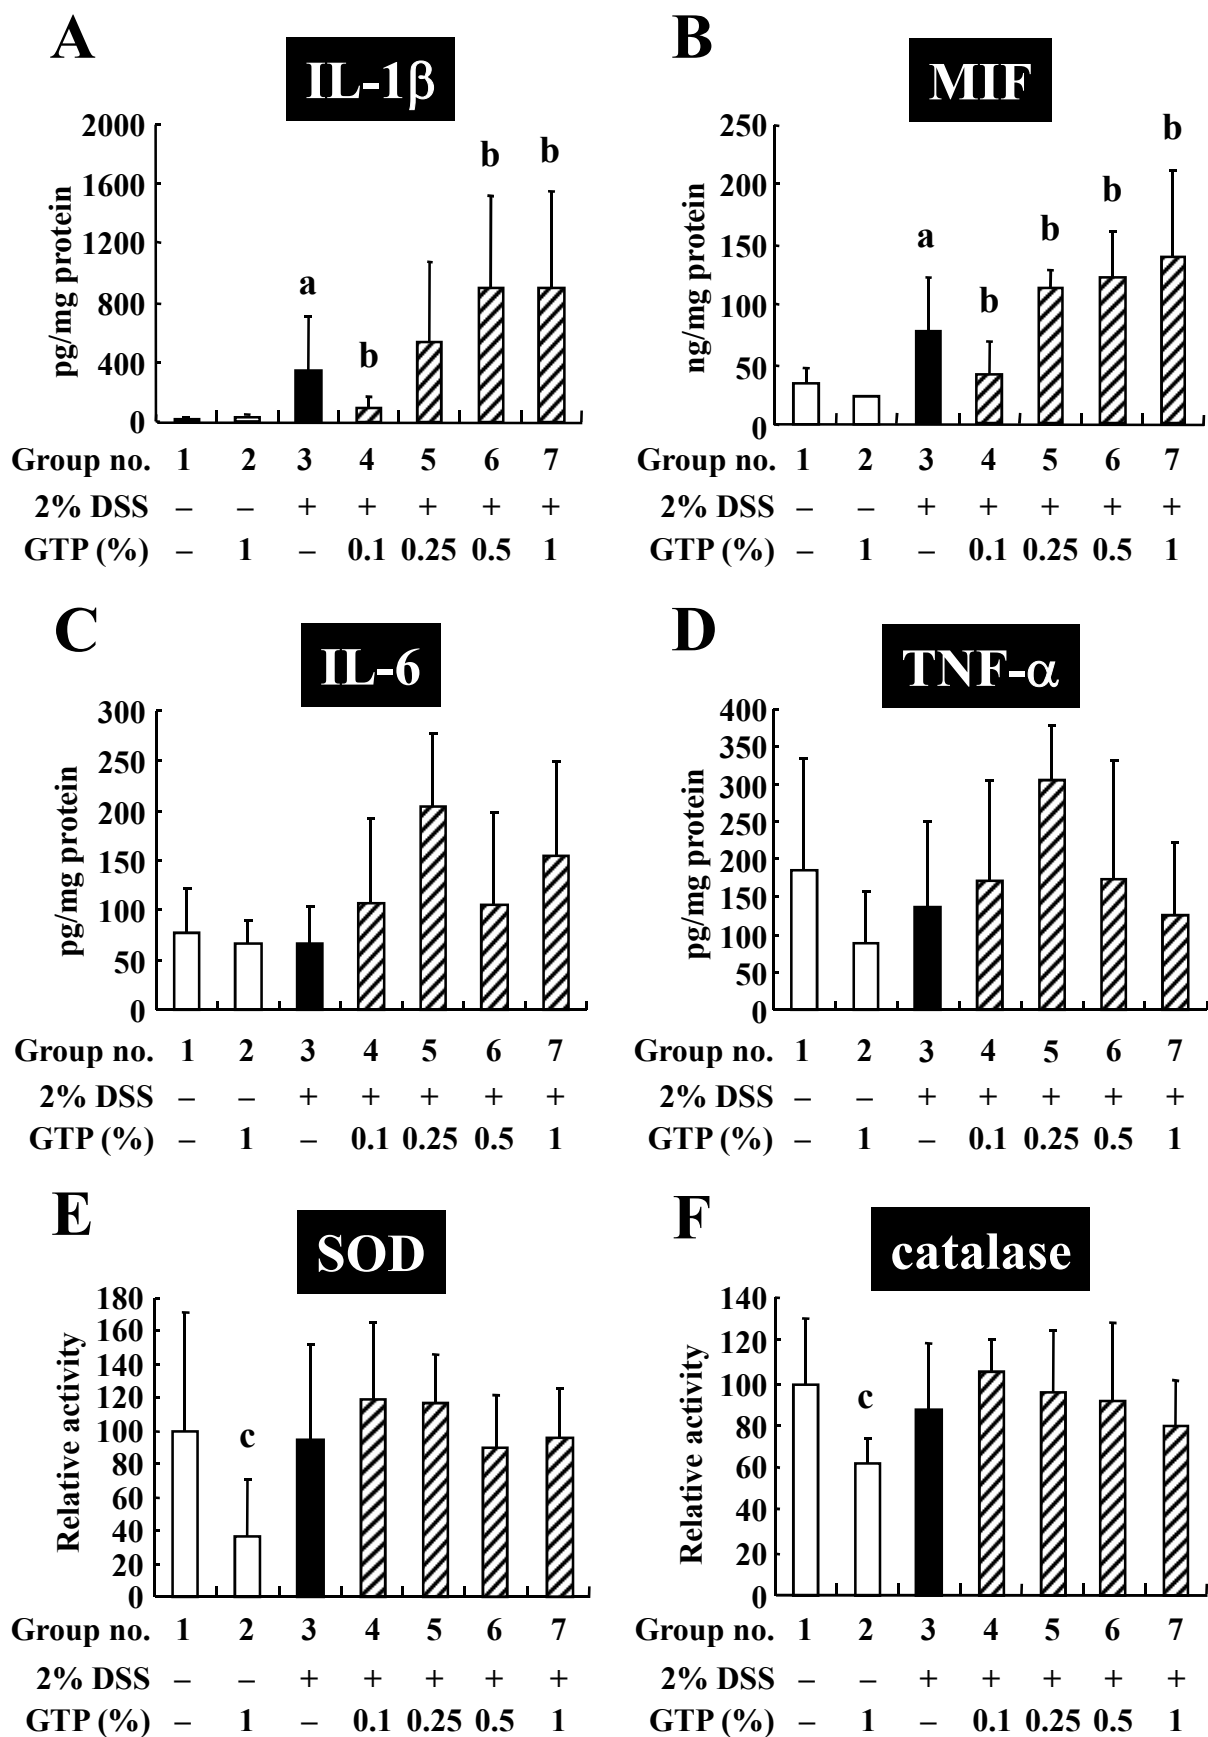 A
IL-1β
pg/mg protein
2000
1600
1200
800
400
0
a
b
b
b
Group no. 1 2 3 4 5 6 7
2% DSS – – + + + + +
GTP (%) – 1 – 0.1 0.25 0.5 1
B
MIF
ng/mg protein
250
200
150
100
50
0
a
b
b
b
b
Group no. 1 2 3 4 5 6 7
2% DSS – – + + + + +
GTP (%) – 1 – 0.1 0.25 0.5 1
C
IL-6
pg/mg protein
300
250
200
150
100
50
0
Group no. 1 2 3 4 5 6 7
2% DSS – – + + + + +
GTP (%) – 1 – 0.1 0.25 0.5 1
D
TNF-α
pg/mg protein
400
350
300
250
200
150
100
50
0
Group no. 1 2 3 4 5 6 7
2% DSS – – + + + + +
GTP (%) – 1 – 0.1 0.25 0.5 1
E
SOD
Relative activity
180
160
140
120
100
80
60
40
20
0
c
Group no. 1 2 3 4 5 6 7
2% DSS – – + + + + +
GTP (%) – 1 – 0.1 0.25 0.5 1
F
catalase
Relative activity
140
120
100
80
60
40
20
0
c
Group no. 1 2 3 4 5 6 7
2% DSS – – + + + + +
GTP (%) – 1 – 0.1 0.25 0.5 1